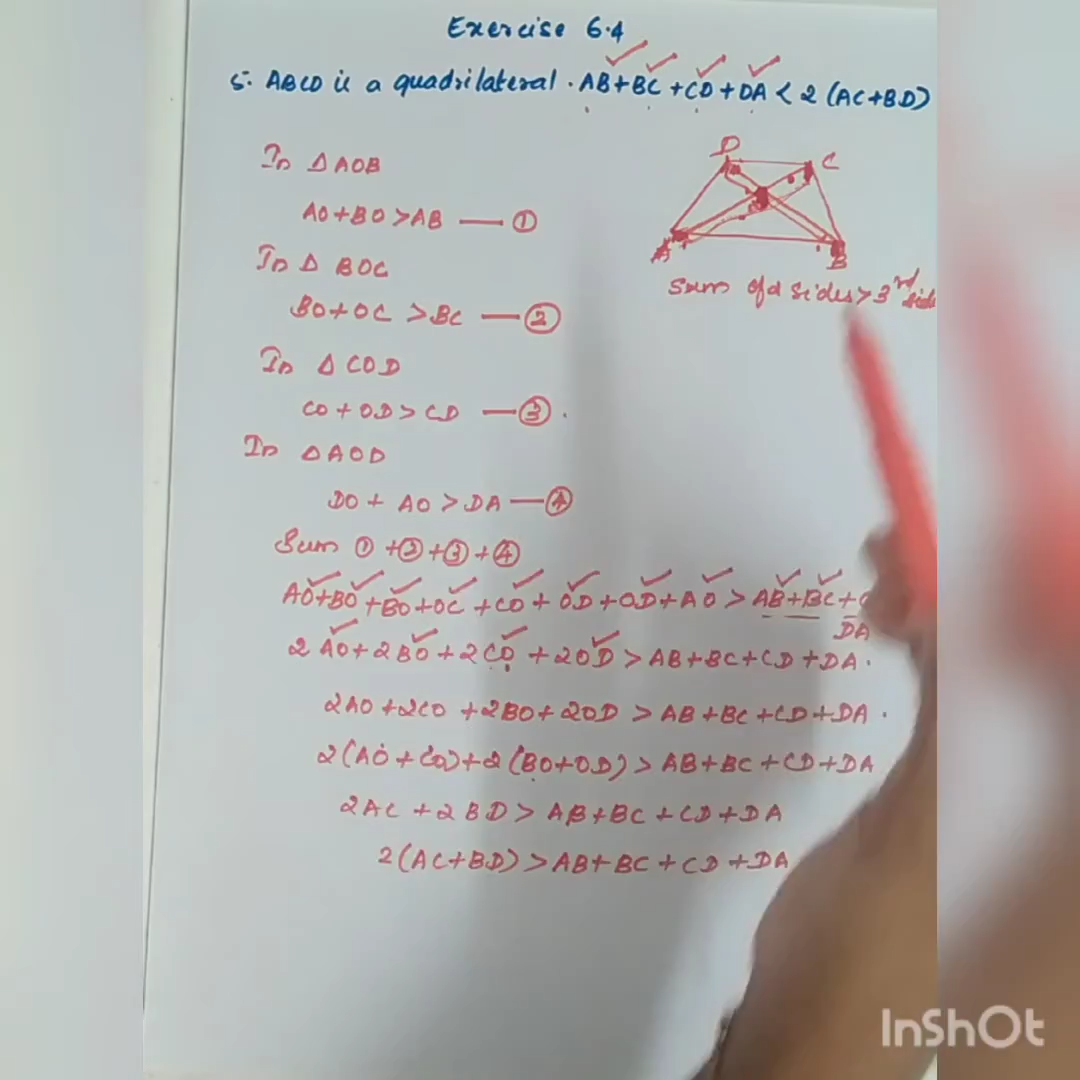 Exercise 6.4
5. ABCD is a quadrilateral. AB+BC+CD+DA < 2(AC+BD)
D
C
A
B
Sum of 2 sides > 3rd side
In △AOB
AO+BO>AB — ①
In △ BOC
BO+OC >BC — ②
In △ COD
CO+OD>CD — ③.
In △AOD
DO+ AO>DA — ④
Sum ①+②+③+④
AO+BO+BO+OC+CO+OD+OD+AO > AB+BC+
DA
2AO+2BO+2CO+2OD>AB+BC+CD+DA.
2AO+2CO+2BO+2OD > AB+BC+CD+DA.
2(AO+CO)+2(BO+OD)>AB+BC+CD+DA
2AC+2BD> AB+BC+CD+DA
2(AC+BD)>AB+BC+CD+DA
InShOt